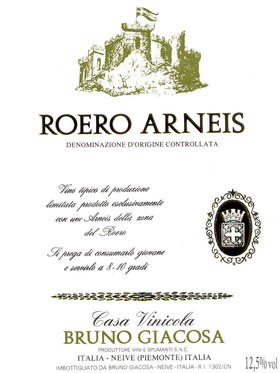 ROERO ARNEIS
DENOMINAZIONE D'ORIGINE CONTROLLATA
Vino tipico di produzione
limitata prodotto esclusivamente
con uve Arneis della zona
del Roero
Si prega di consumarlo giovane
e servirlo a 8-10 gradi
Casa Vinicola
BRUNO GIACOSA
PRODUTTORE VINI E SPUMANTI S.N.C.
ITALIA - NEIVE (PIEMONTE) ITALIA
IMBOTTIGLIATO DA BRUNO GIACOSA - NEIVE - ITALIA - R.I. 1302/CN
12,5% vol